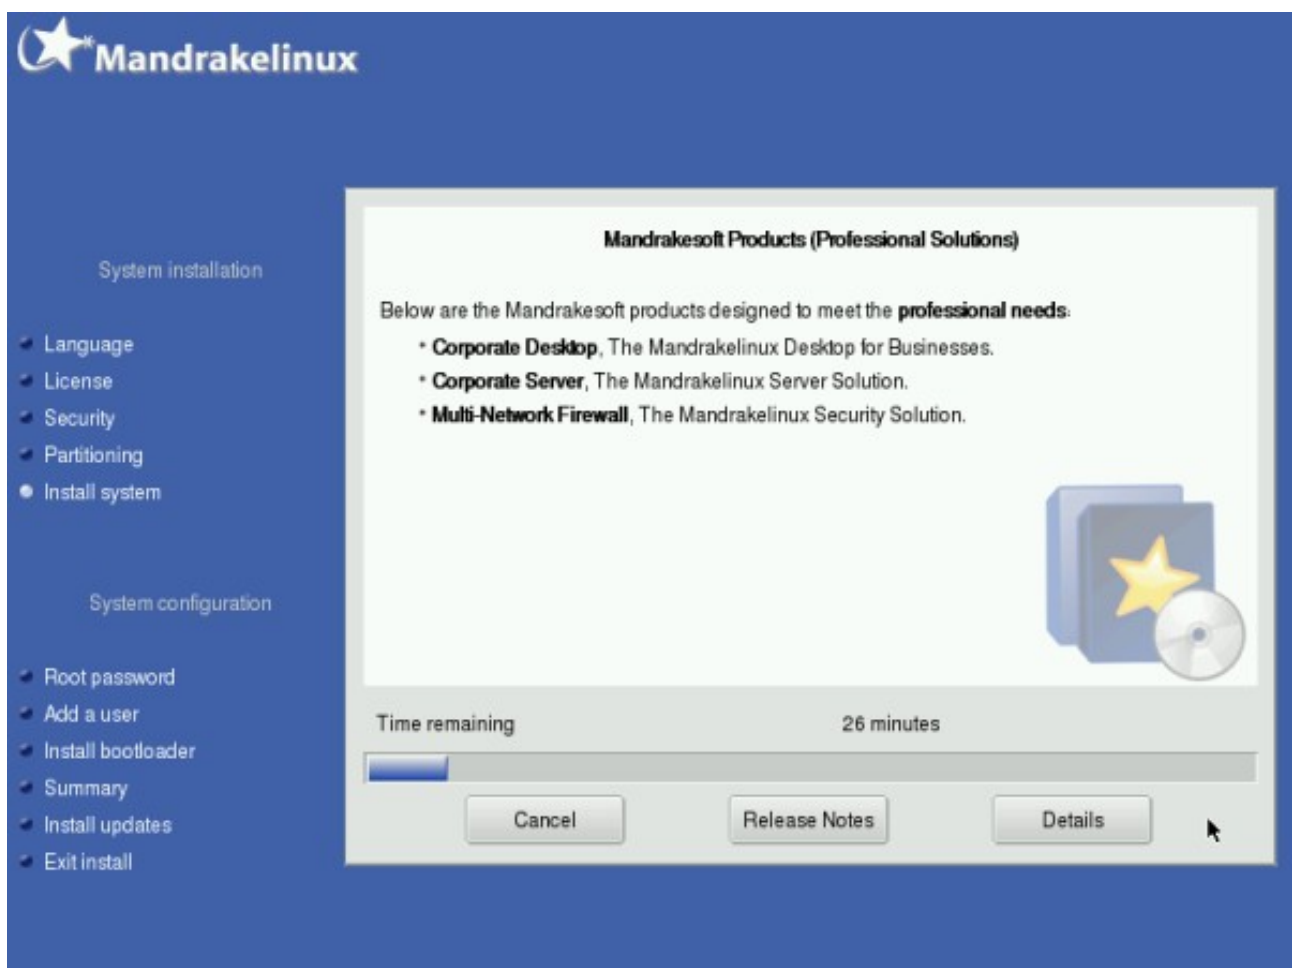 Mandrakelinux
System installation
Language
License
Security
Partitioning
Install system
System configuration
Root password
Add a user
Install bootloader
Summary
Install updates
Exit install
Mandrakesoft Products (Professional Solutions)
Below are the Mandrakesoft products designed to meet the professional needs:
* Corporate Desktop, The Mandrakelinux Desktop for Businesses.
* Corporate Server, The Mandrakelinux Server Solution.
* Multi-Network Firewall, The Mandrakelinux Security Solution.
Time remaining 26 minutes
Cancel Release Notes Details